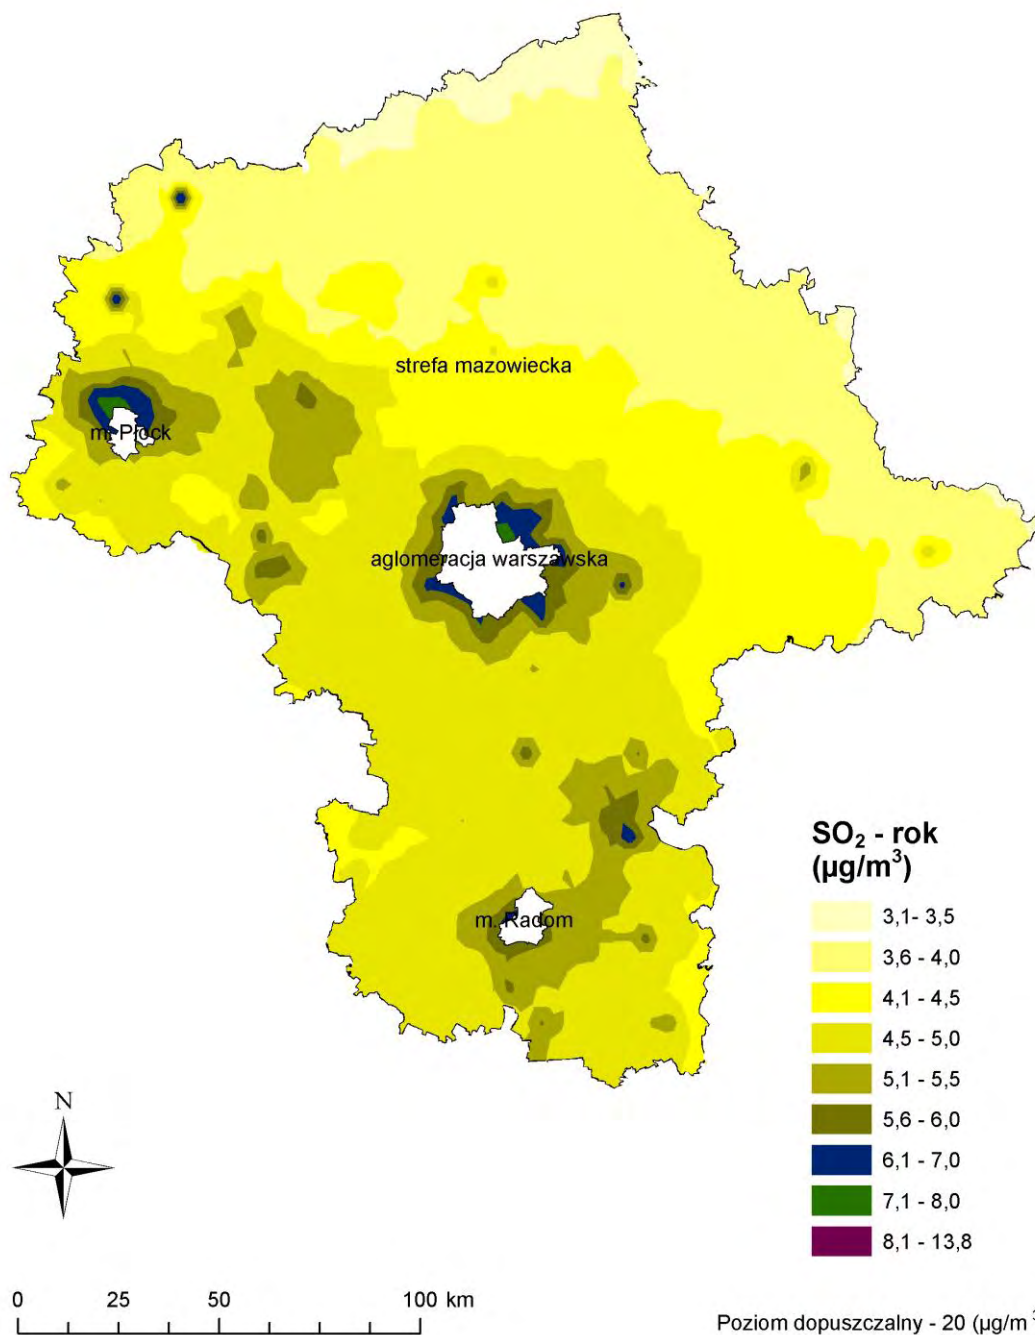 strefa mazowiecka
m. Płock
aglomeracja warszawska
m. Radom
SO₂ - rok
(µg/m³)
3,1- 3,5
3,6 - 4,0
4,1 - 4,5
4,5 - 5,0
5,1 - 5,5
5,6 - 6,0
6,1 - 7,0
7,1 - 8,0
8,1 - 13,8
N
0 25 50 100 km
Poziom dopuszczalny - 20 (µg/m³